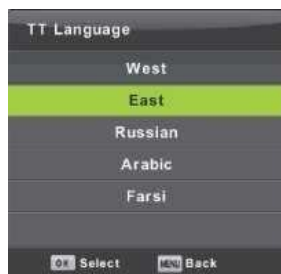 TT Language
West
East
Russian
Arabic
Farsi
OK Select MENU Back